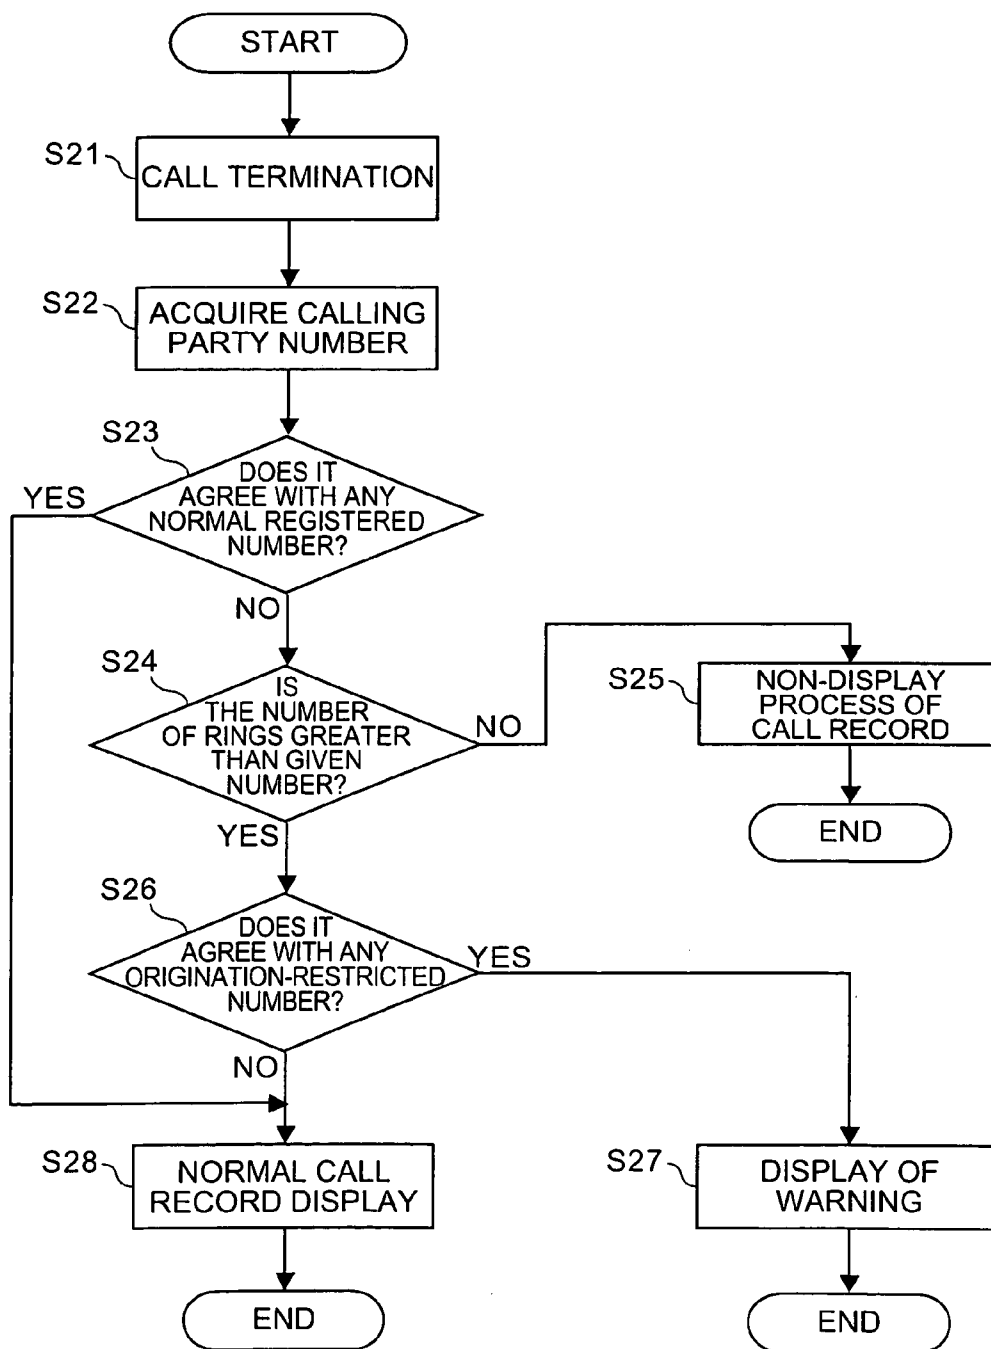 START
S21
CALL TERMINATION
S22
ACQUIRE CALLING
PARTY NUMBER
S23
DOES IT
AGREE WITH ANY
NORMAL REGISTERED
NUMBER?
YES
NO
S24
IS
THE NUMBER
OF RINGS GREATER
THAN GIVEN
NUMBER?
NO
S25
NON-DISPLAY
PROCESS OF
CALL RECORD
END
YES
S26
DOES IT
AGREE WITH ANY
ORIGINATION-RESTRICTED
NUMBER?
YES
NO
S28
NORMAL CALL
RECORD DISPLAY
END
S27
DISPLAY OF
WARNING
END